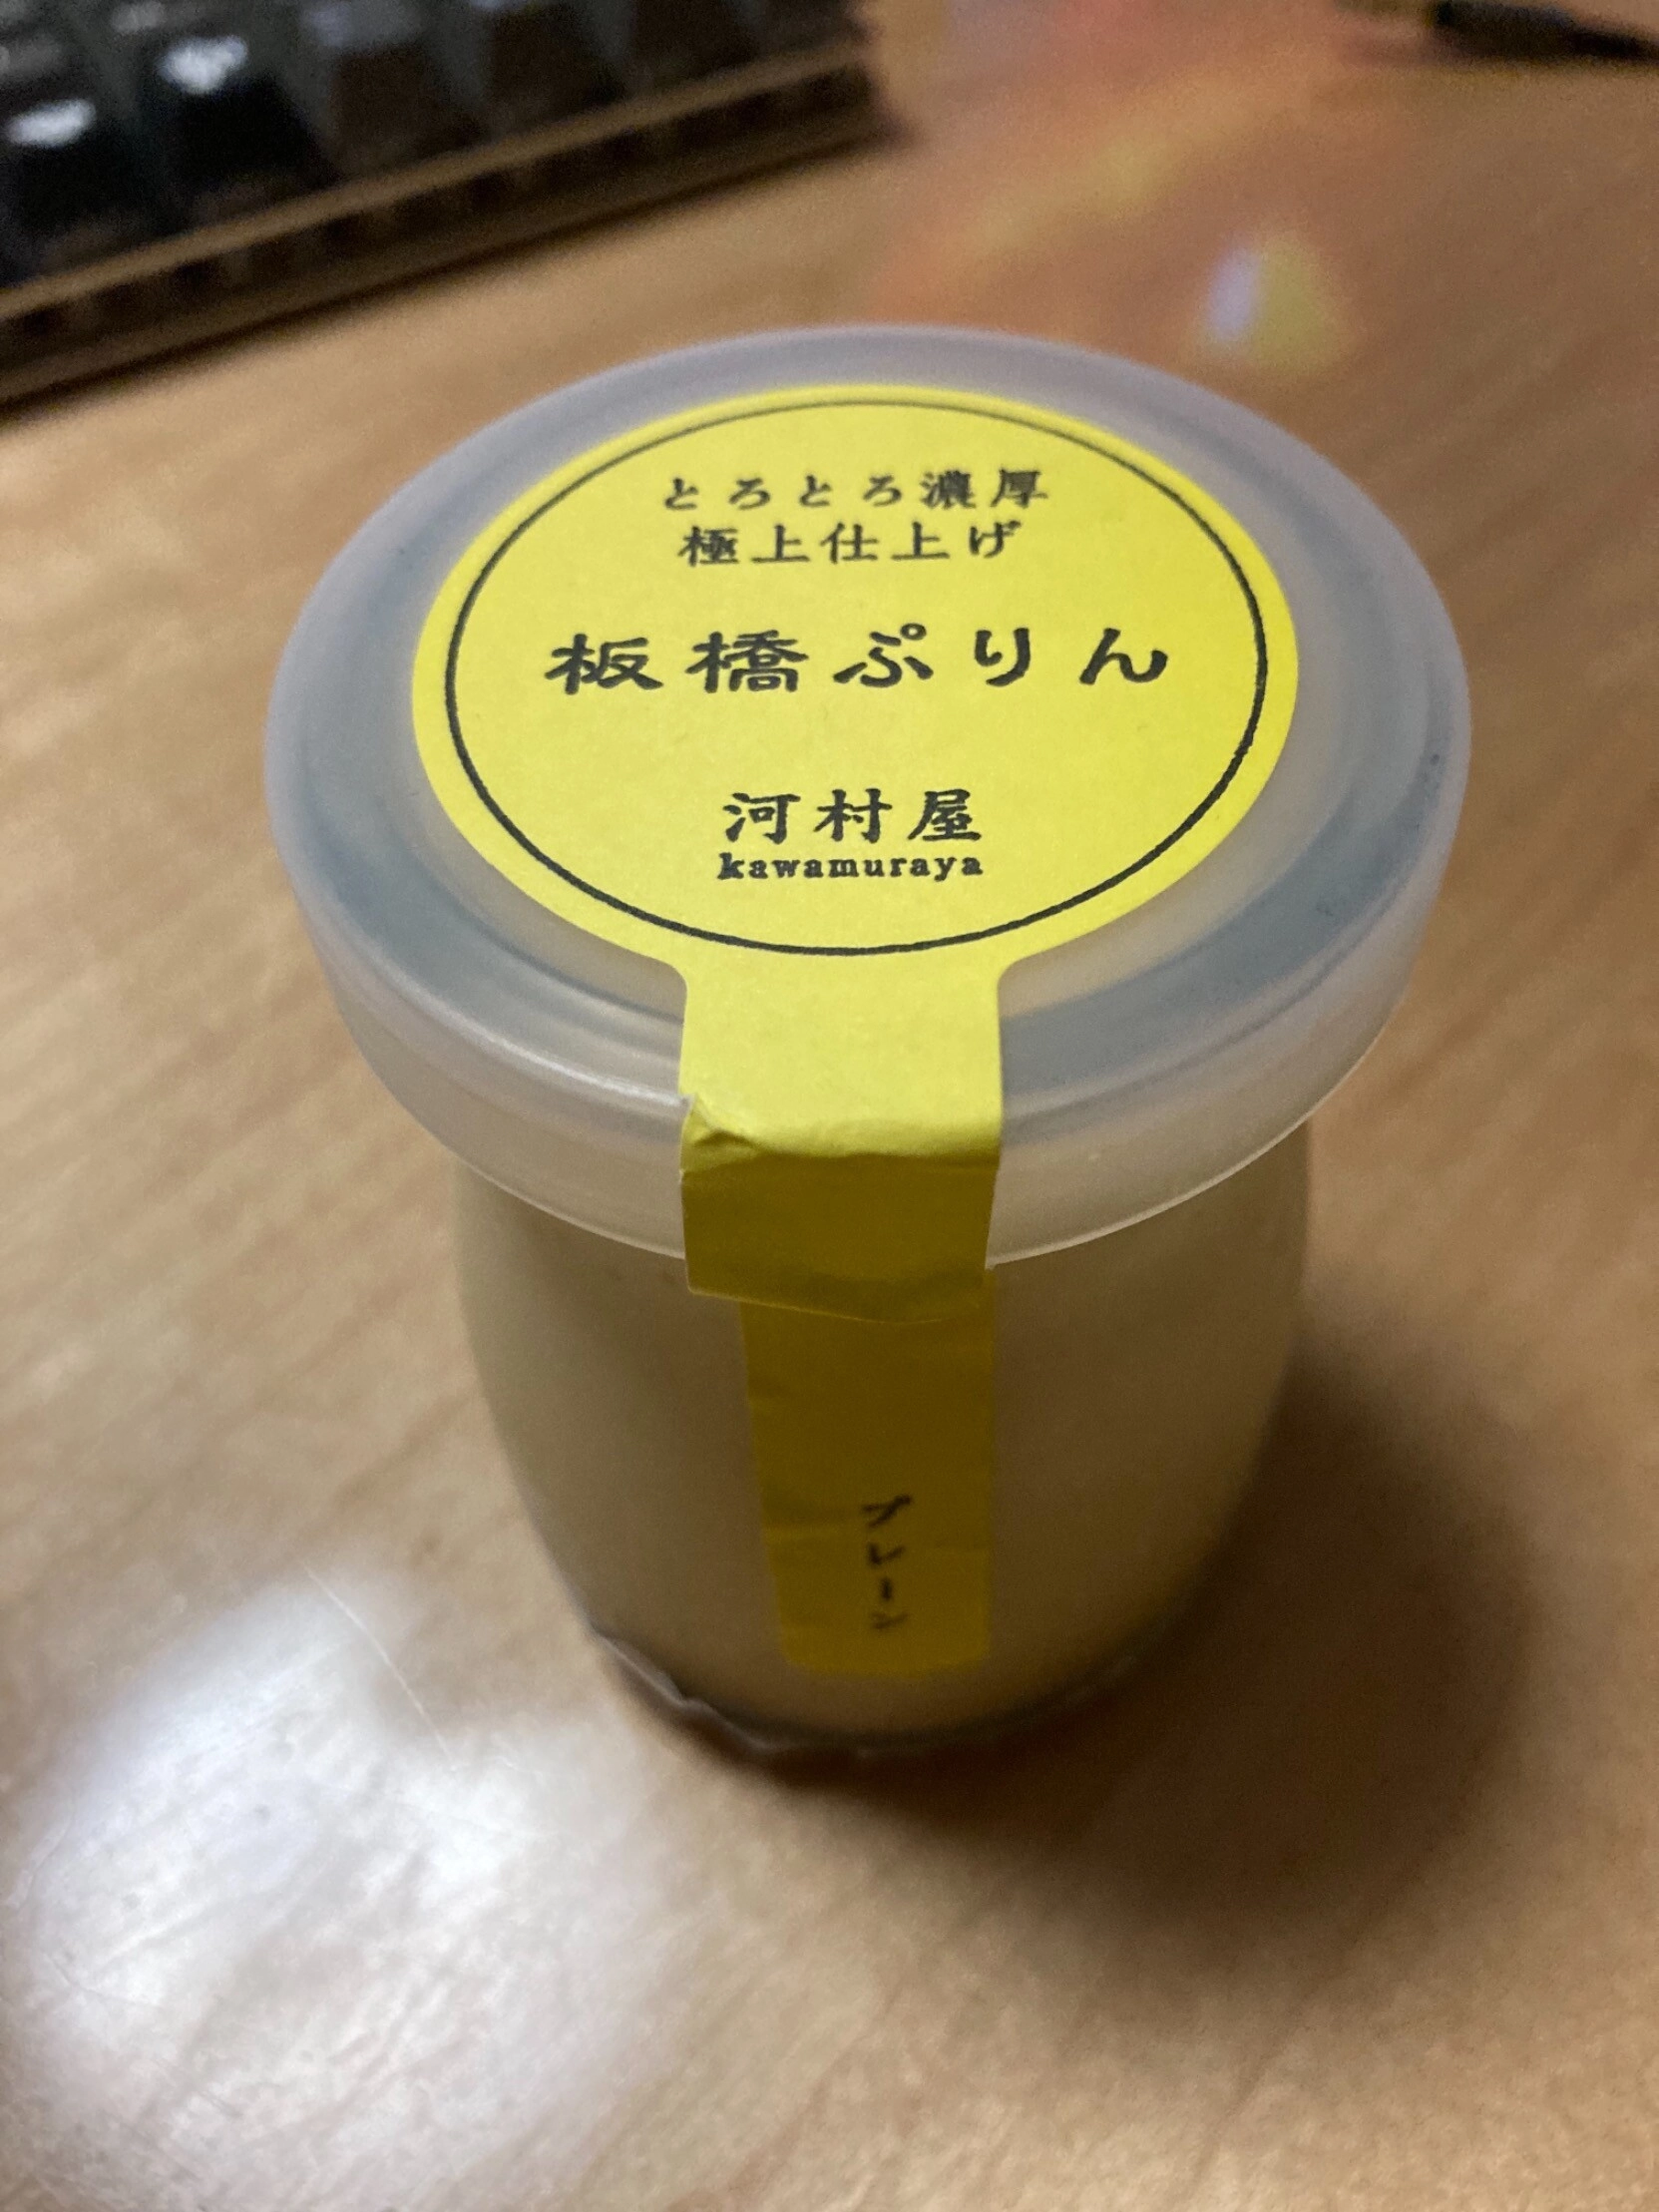 とろとろ濃厚
極上仕上げ
板橋ぷりん
河村屋
kawamuraya
プレーン